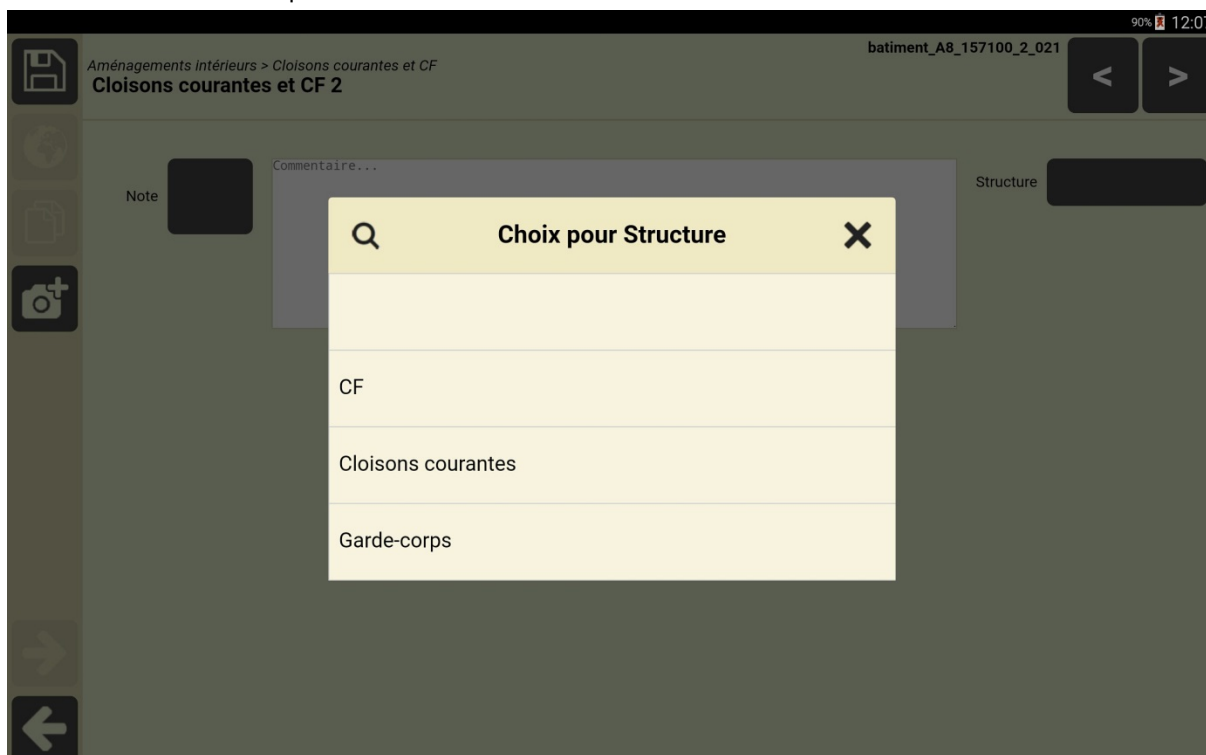 90% 12:07
batiment_A8_157100_2_021
Aménagements intérieurs > Cloisons courantes et CF
Cloisons courantes et CF 2
< >
Note
Commentaire...
Structure
Choix pour Structure
CF
Cloisons courantes
Garde-corps